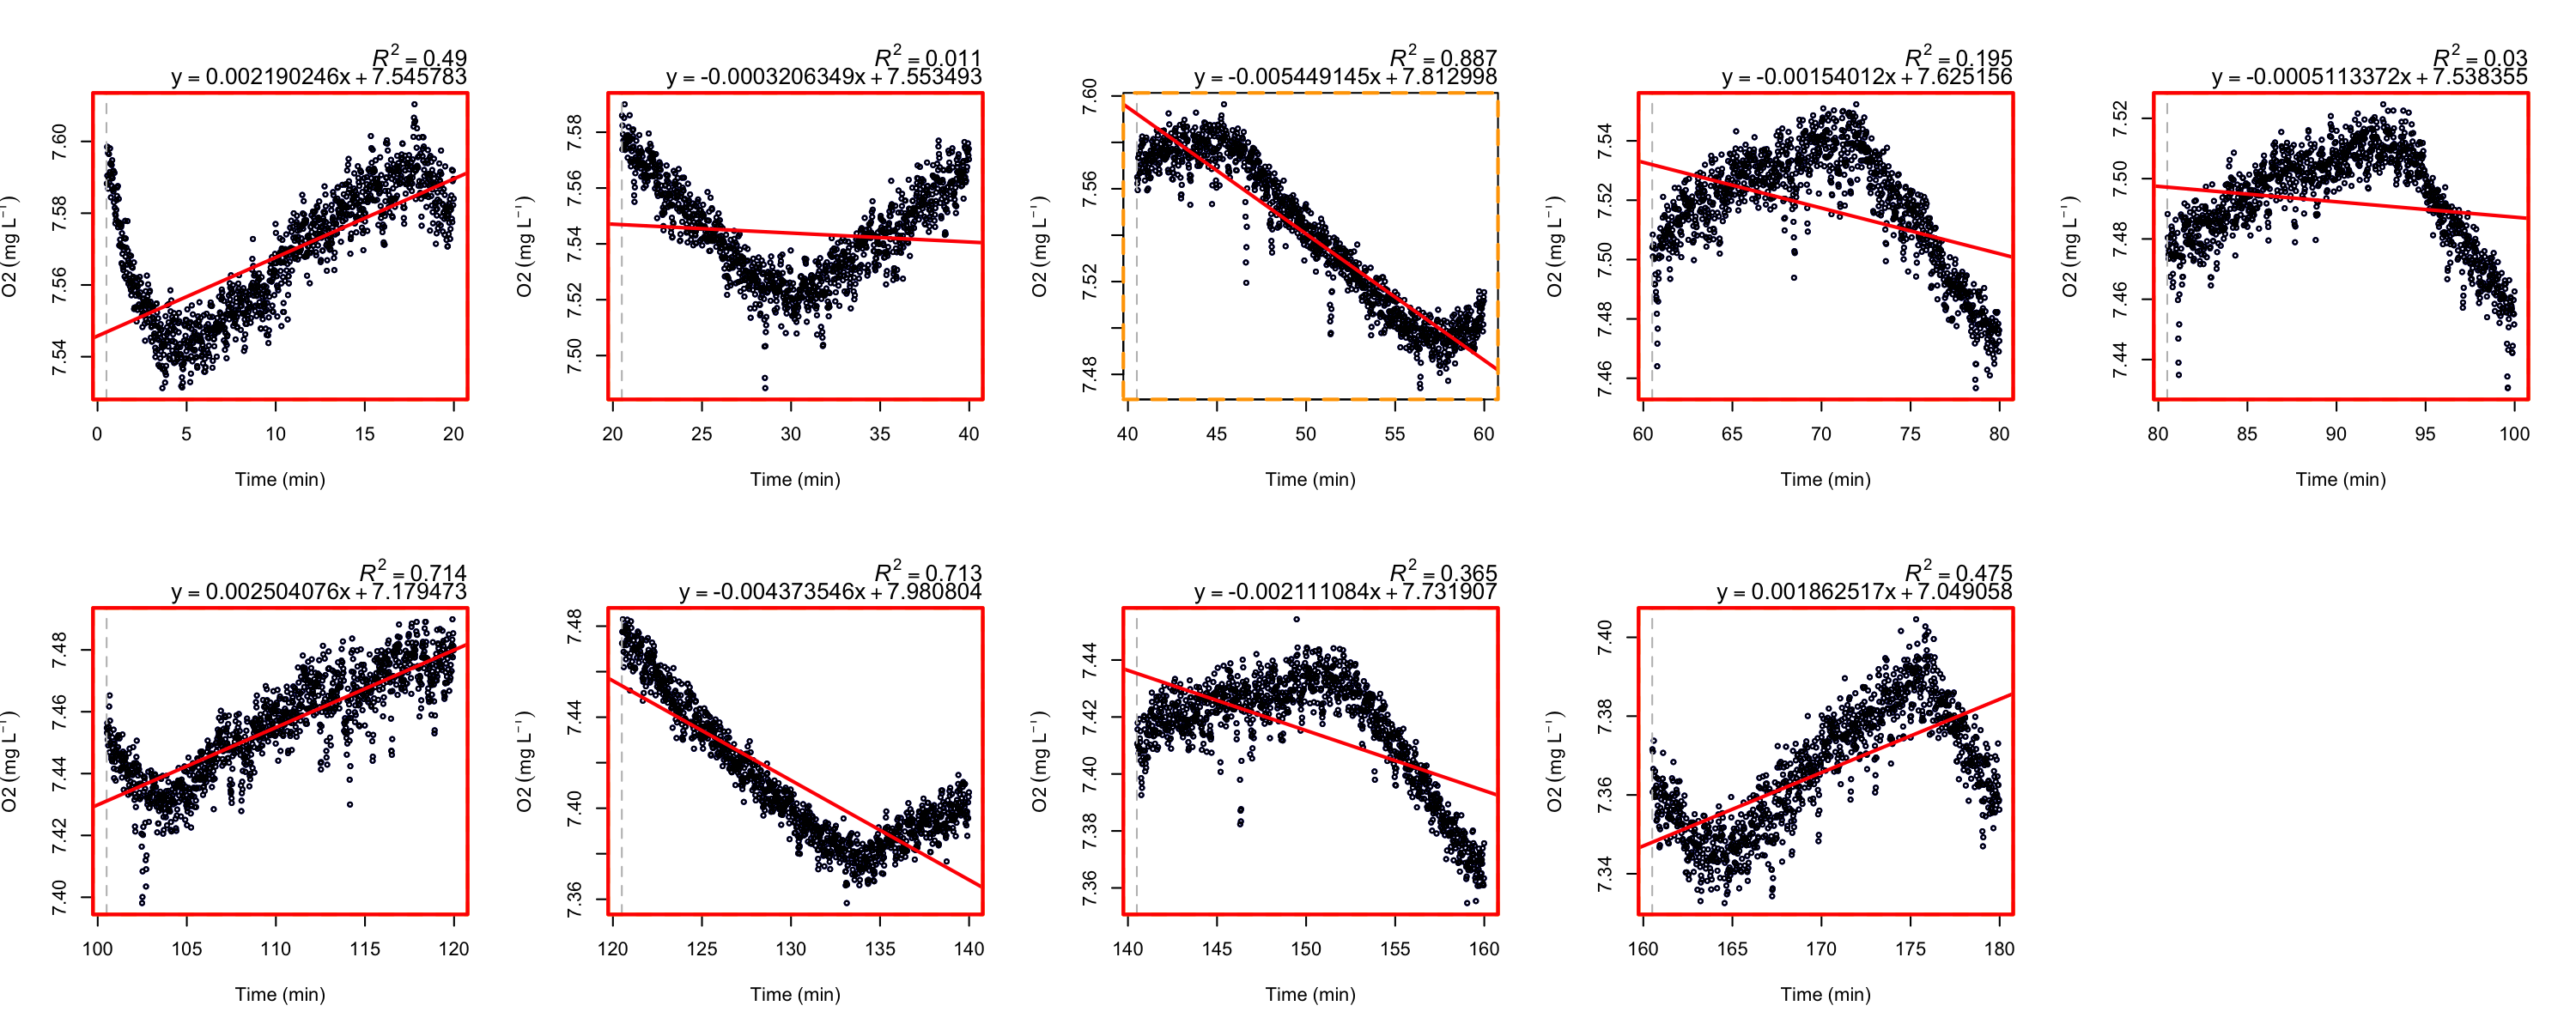 R² = 0.49
y = 0.002190246x + 7.545783
O2 (mg L⁻¹)
7.54 7.56 7.58 7.60
0 5 10 15 20
Time (min)
R² = 0.011
y = -0.0003206349x + 7.553493
O2 (mg L⁻¹)
7.50 7.52 7.54 7.56 7.58
20 25 30 35 40
Time (min)
R² = 0.887
y = -0.005449145x + 7.812998
O2 (mg L⁻¹)
7.48 7.52 7.56 7.60
40 45 50 55 60
Time (min)
R² = 0.195
y = -0.00154012x + 7.625156
O2 (mg L⁻¹)
7.46 7.48 7.50 7.52 7.54
60 65 70 75 80
Time (min)
R² = 0.03
y = -0.0005113372x + 7.538355
O2 (mg L⁻¹)
7.44 7.46 7.48 7.50 7.52
80 85 90 95 100
Time (min)
R² = 0.714
y = 0.002504076x + 7.179473
O2 (mg L⁻¹)
7.40 7.42 7.44 7.46 7.48
100 105 110 115 120
Time (min)
R² = 0.713
y = -0.004373546x + 7.980804
O2 (mg L⁻¹)
7.36 7.40 7.44 7.48
120 125 130 135 140
Time (min)
R² = 0.365
y = -0.002111084x + 7.731907
O2 (mg L⁻¹)
7.36 7.38 7.40 7.42 7.44
140 145 150 155 160
Time (min)
R² = 0.475
y = 0.001862517x + 7.049058
O2 (mg L⁻¹)
7.34 7.36 7.38 7.40
160 165 170 175 180
Time (min)